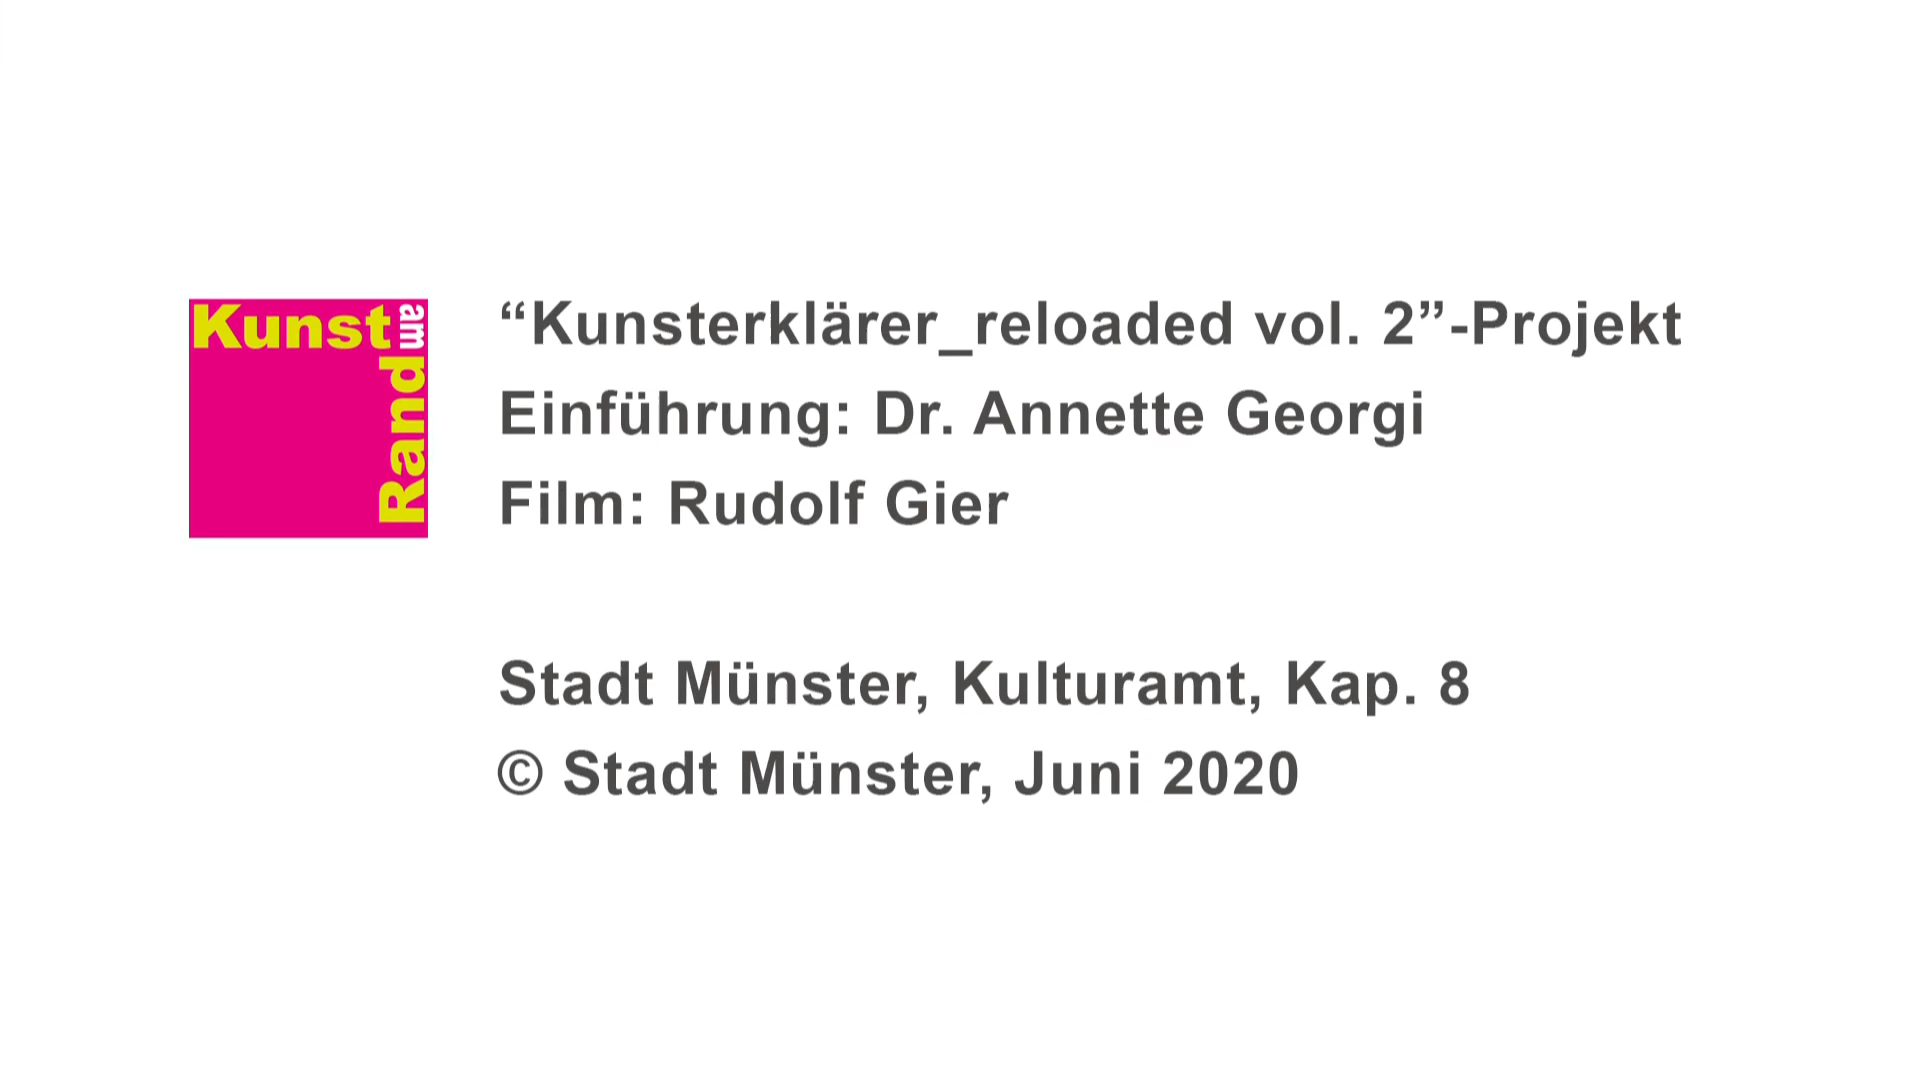 Kunst am Rand
“Kunsterklärer_reloaded vol. 2”-Projekt
Einführung: Dr. Annette Georgi
Film: Rudolf Gier
Stadt Münster, Kulturamt, Kap. 8
© Stadt Münster, Juni 2020